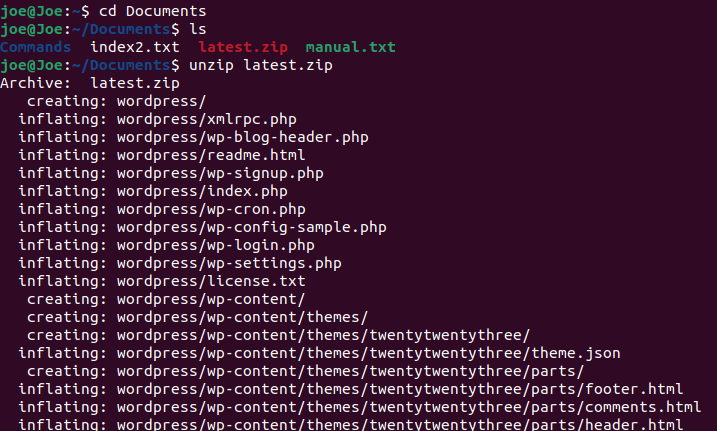 joe@Joe:~$ cd Documents
joe@Joe:~/Documents$ ls
Commands  index2.txt  latest.zip  manual.txt
joe@Joe:~/Documents$ unzip latest.zip
Archive:  latest.zip
   creating: wordpress/
  inflating: wordpress/xmlrpc.php
  inflating: wordpress/wp-blog-header.php
  inflating: wordpress/readme.html
  inflating: wordpress/wp-signup.php
  inflating: wordpress/index.php
  inflating: wordpress/wp-cron.php
  inflating: wordpress/wp-config-sample.php
  inflating: wordpress/wp-login.php
  inflating: wordpress/wp-settings.php
  inflating: wordpress/license.txt
   creating: wordpress/wp-content/
   creating: wordpress/wp-content/themes/
   creating: wordpress/wp-content/themes/twentytwentythree/
  inflating: wordpress/wp-content/themes/twentytwentythree/theme.json
   creating: wordpress/wp-content/themes/twentytwentythree/parts/
  inflating: wordpress/wp-content/themes/twentytwentythree/parts/footer.html
  inflating: wordpress/wp-content/themes/twentytwentythree/parts/comments.html
  inflating: wordpress/wp-content/themes/twentytwentythree/parts/header.html